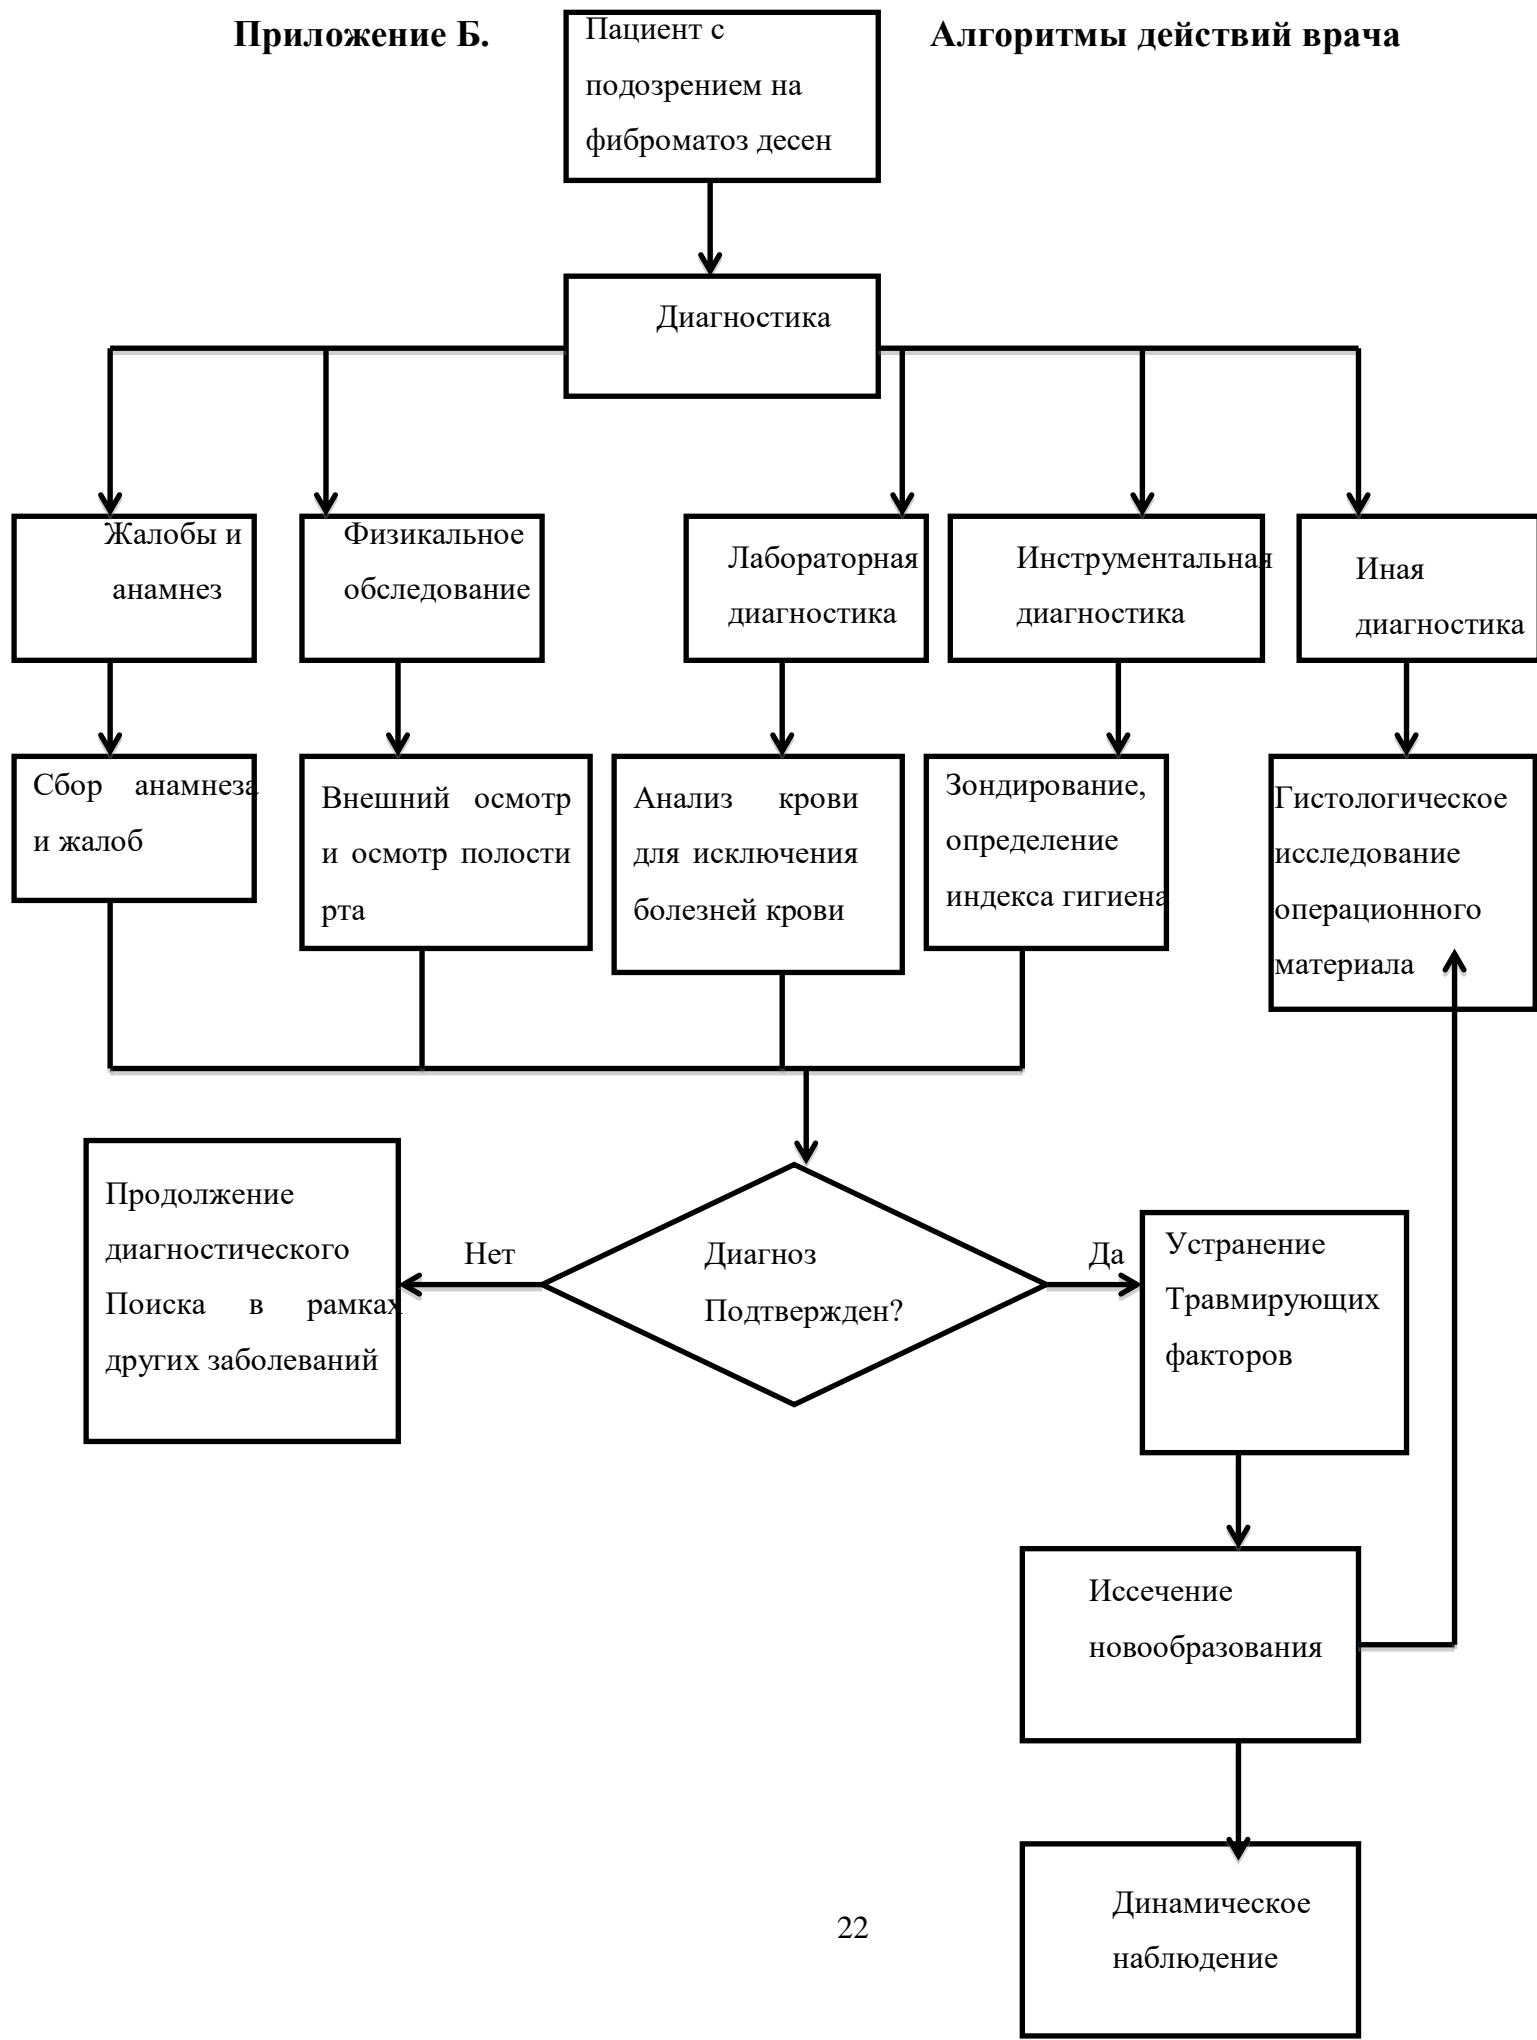 Приложение Б.
Алгоритмы действий врача
Пациент с
подозрением на
фиброматоз десен
Диагностика
Жалобы и
анамнез
Физикальное
обследование
Лабораторная
диагностика
Инструментальная
диагностика
Иная
диагностика
Сбор анамнеза
и жалоб
Внешний осмотр
и осмотр полости
рта
Анализ крови
для исключения
болезней крови
Зондирование,
определение
индекса гигиена
Гистологическое
исследование
операционного
материала
Продолжение
диагностического
Поиска в рамках
других заболеваний
Нет
Диагноз
Подтвержден?
Да
Устранение
Травмирующих
факторов
Иссечение
новообразования
Динамическое
наблюдение
22